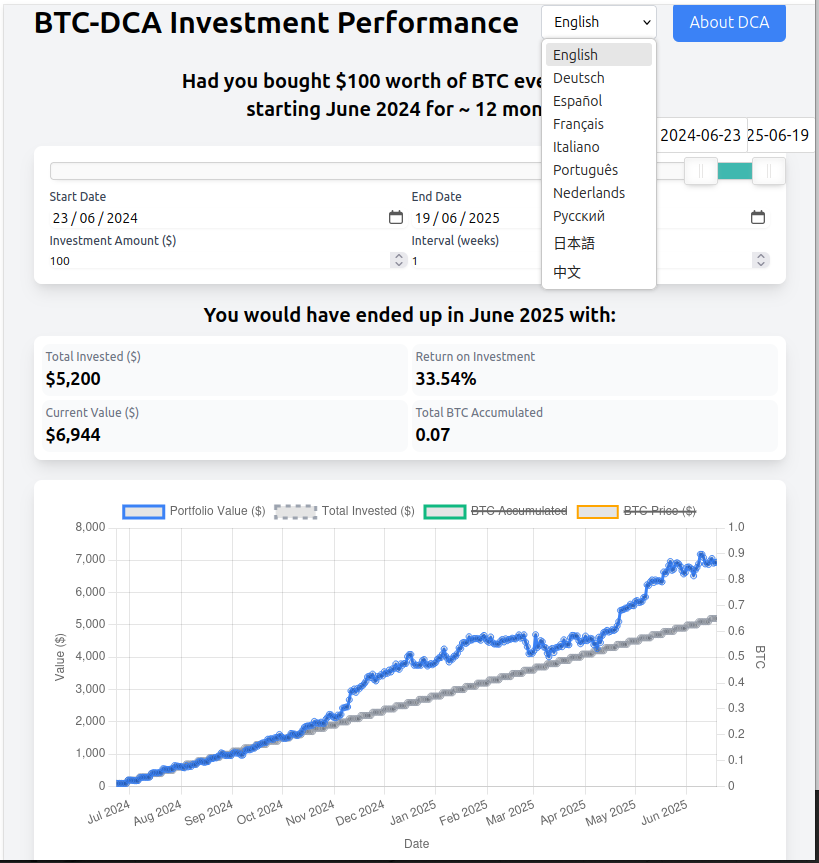 BTC-DCA Investment Performance
English
About DCA
English
Deutsch
Español
Français
Italiano
Português
Nederlands
Русский
日本語
中文
Had you bought $100 worth of BTC
starting June 2024 for ~ 12
2024-06-23
25-06-19
Start Date
End Date
23 / 06 / 2024
19 / 06 / 2025
Investment Amount ($)
Interval (weeks)
100
1
You would have ended up in June 2025 with:
Total Invested ($)
Return on Investment
$5,200
33.54%
Current Value ($)
Total BTC Accumulated
$6,944
0.07
Portfolio Value ($) Total Invested ($) BTC Accumulated BTC Price ($)
8,000
7,000
6,000
5,000
4,000
3,000
2,000
1,000
0
Value ($)
1.0
0.9
0.8
0.7
0.6
0.5
0.4
0.3
0.2
0.1
0
BTC
Jul 2024
Aug 2024
Sep 2024
Oct 2024
Nov 2024
Dec 2024
Jan 2025
Feb 2025
Mar 2025
Apr 2025
May 2025
Jun 2025
Date